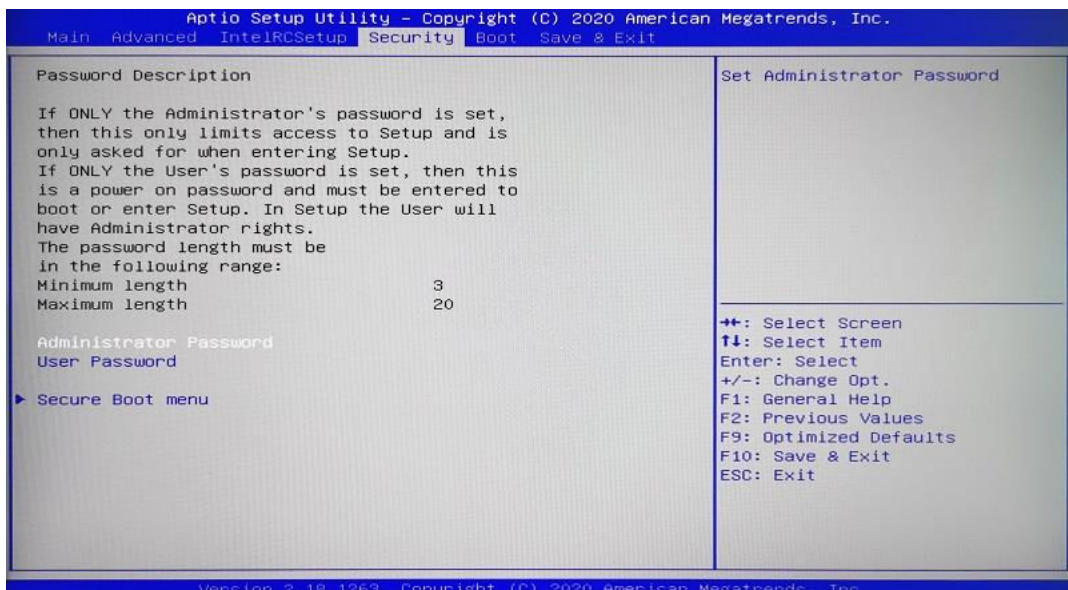 Aptio Setup Utility – Copyright (C) 2020 American Megatrends, Inc.
Main Advanced IntelRCSetup Security Boot Save & Exit
Password Description
If ONLY the Administrator's password is set,
then this only limits access to Setup and is
only asked for when entering Setup.
If ONLY the User's password is set, then this
is a power on password and must be entered to
boot or enter Setup. In Setup the User will
have Administrator rights.
The password length must be
in the following range:
Minimum length 3
Maximum length 20
Administrator Password
User Password
► Secure Boot menu
Set Administrator Password
→←: Select Screen
↑↓: Select Item
Enter: Select
+/-: Change Opt.
F1: General Help
F2: Previous Values
F9: Optimized Defaults
F10: Save & Exit
ESC: Exit
Version 2.18.1263. Copyright (C) 2020 American Megatrends, Inc.